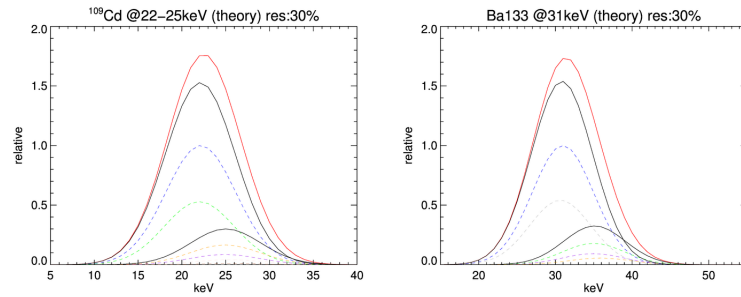 ¹⁰⁹Cd @22−25keV (theory) res:30%
2.0
1.5
1.0
0.5
0.0
relative
5 10 15 20 25 30 35 40
keV
Ba133 @31keV (theory) res:30%
2.0
1.5
1.0
0.5
0.0
relative
20 30 40 50
keV